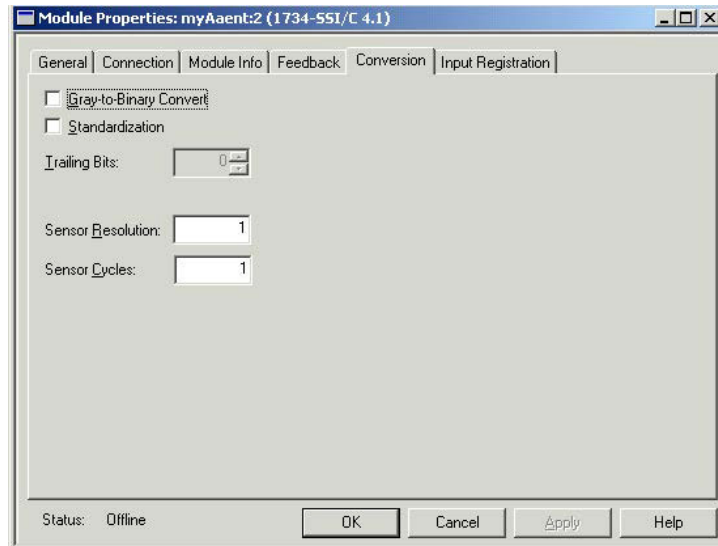 Module Properties: myAaent:2 (1734-SSI/C 4.1)
General Connection Module Info Feedback Conversion Input Registration
Gray-to-Binary Convert
Standardization
Trailing Bits: 0
Sensor Resolution: 1
Sensor Cycles: 1
Status: Offline OK Cancel Apply Help